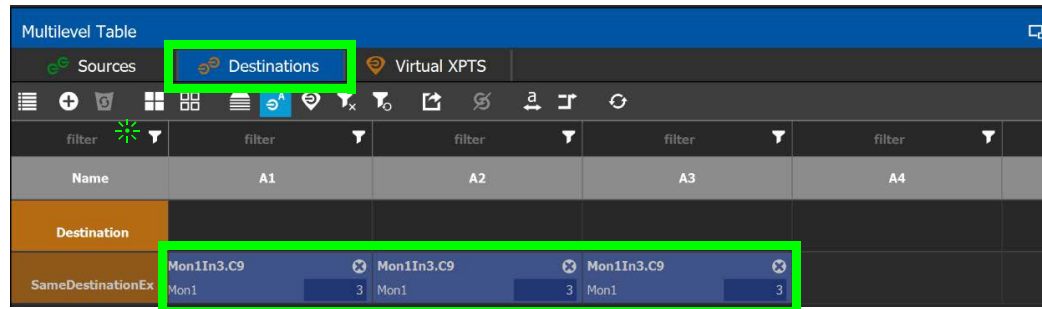 Multilevel Table
Sources Destinations Virtual XPTS
a
filter filter filter filter filter
Name A1 A2 A3 A4
Destination
Mon1In3.C9 Mon1In3.C9 Mon1In3.C9
SameDestinationEx Mon1 3 Mon1 3 Mon1 3